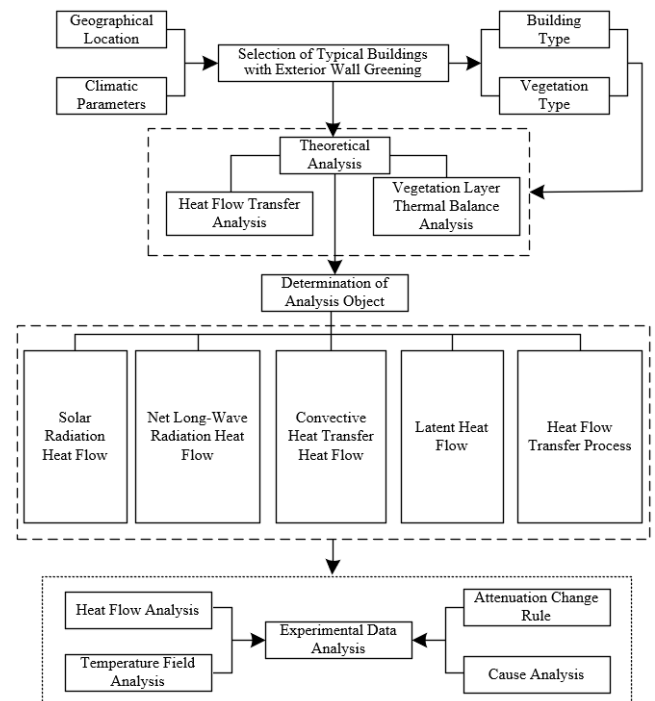 Geographical
Location
Climatic
Parameters
Selection of Typical Buildings
with Exterior Wall Greening
Building
Type
Vegetation
Type
Theoretical
Analysis
Heat Flow Transfer
Analysis
Vegetation Layer
Thermal Balance
Analysis
Determination of
Analysis Object
Solar
Radiation
Heat Flow
Net Long-Wave
Radiation Heat
Flow
Convective
Heat Transfer
Heat Flow
Latent Heat
Flow
Heat Flow
Transfer Process
Heat Flow Analysis
Temperature Field
Analysis
Experimental Data
Analysis
Attenuation Change
Rule
Cause Analysis